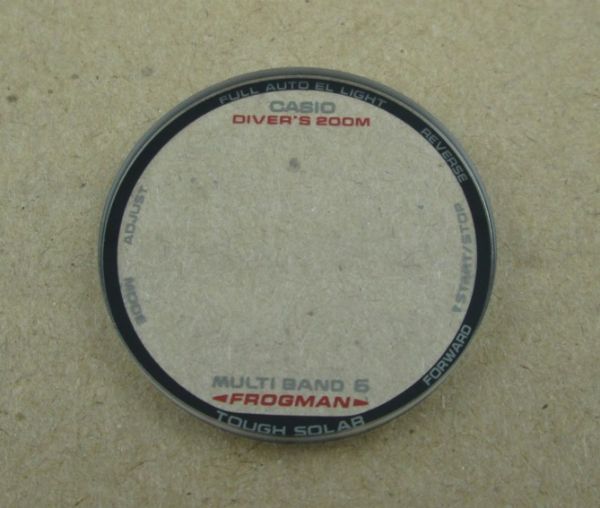 FULL AUTO EL LIGHT
CASIO
DIVER'S 200M
REVERSE
ADJUST
START/STOP
MODE
FORWARD
MULTI BAND 6
FROGMAN
TOUGH SOLAR